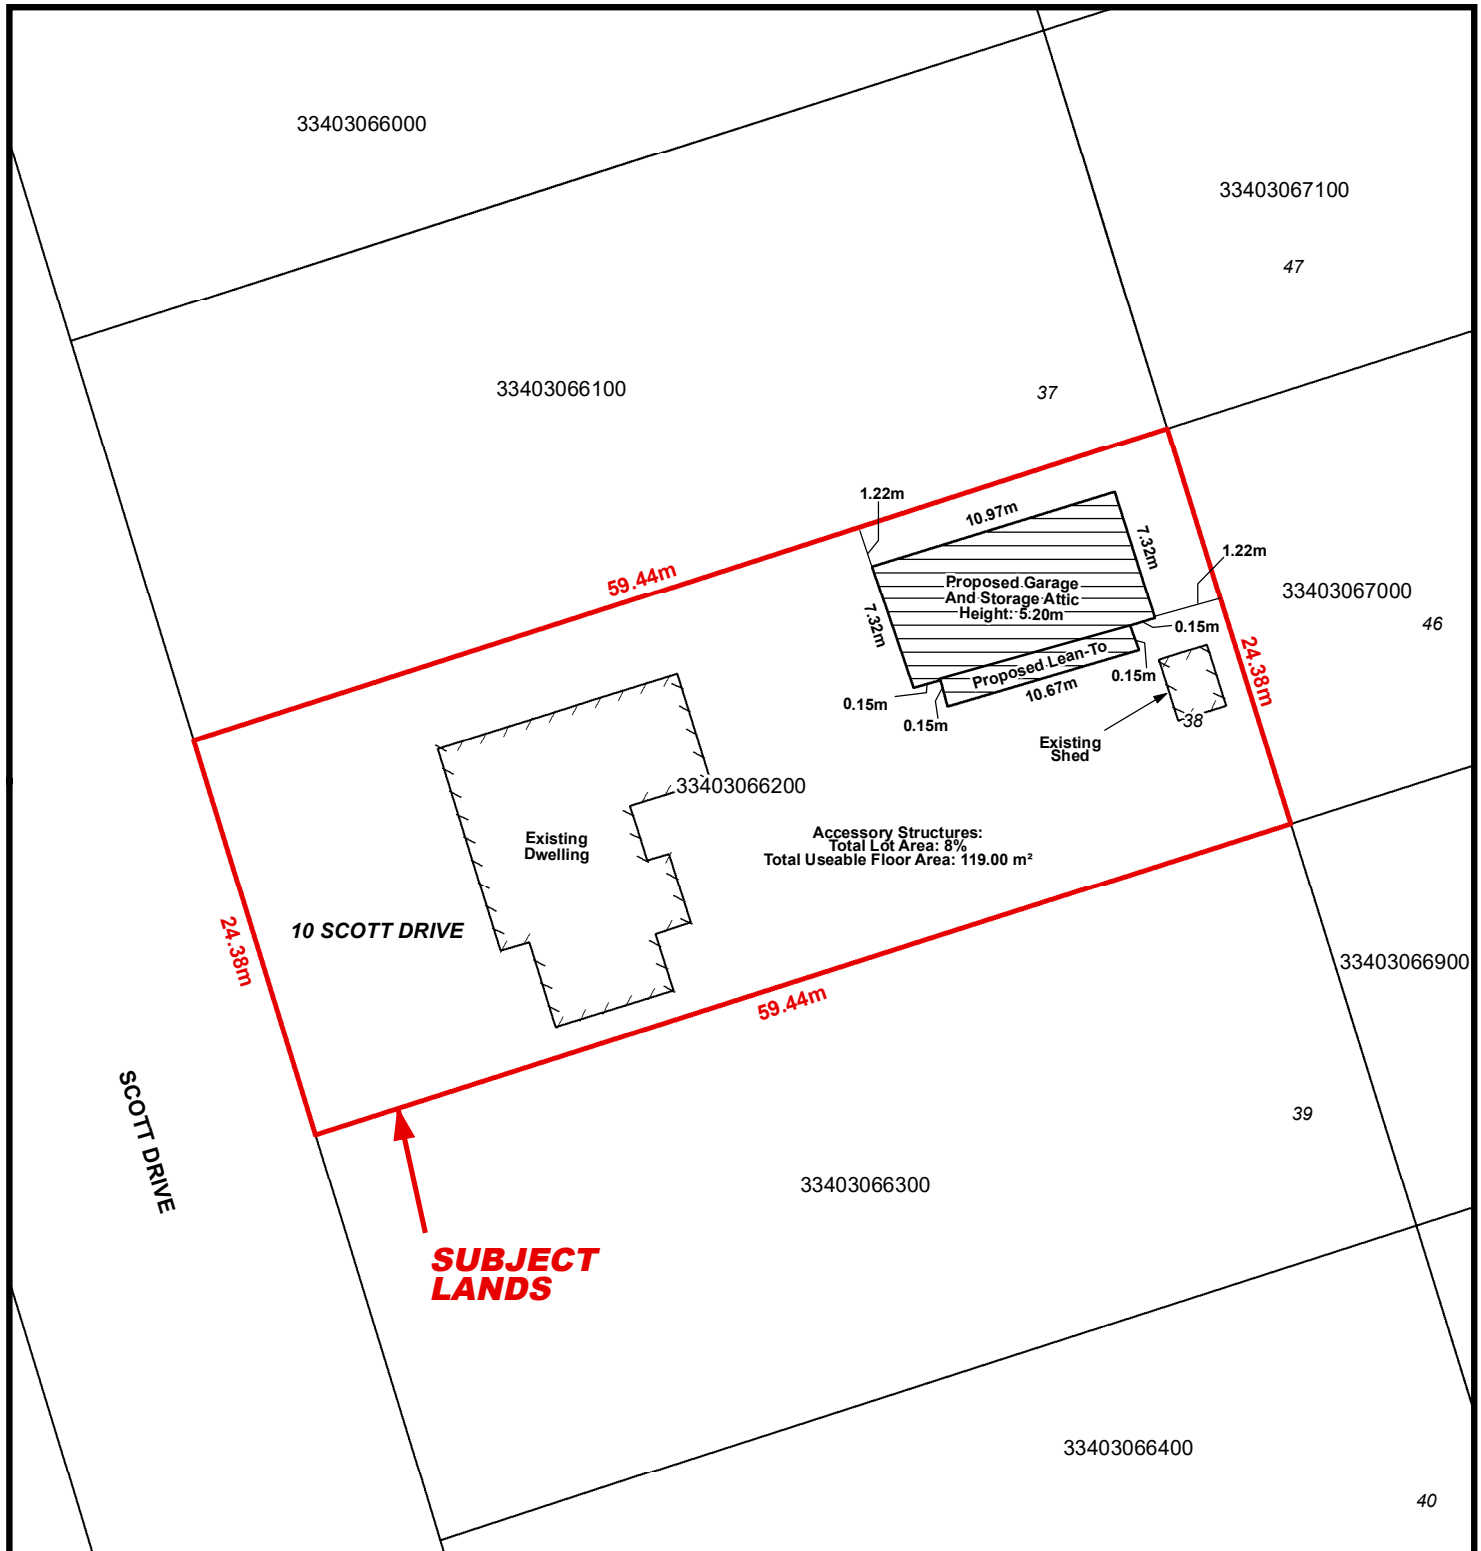 33403066000
33403067100
47
33403066100
37
1.22m
10.97m
7.32m
1.22m
59.44m
Proposed Garage
And Storage Attic
Height: 5.20m
33403067000
7.32m
46
0.15m
Proposed Lean-To
24.38m
0.15m
10.67m
0.15m
0.15m
38
Existing
Shed
33403066200
Existing
Dwelling
Accessory Structures:
Total Lot Area: 8%
Total Useable Floor Area: 119.00 m²
10 SCOTT DRIVE
24.38m
33403066900
59.44m
SCOTT DRIVE
39
33403066300
SUBJECT
LANDS
33403066400
40